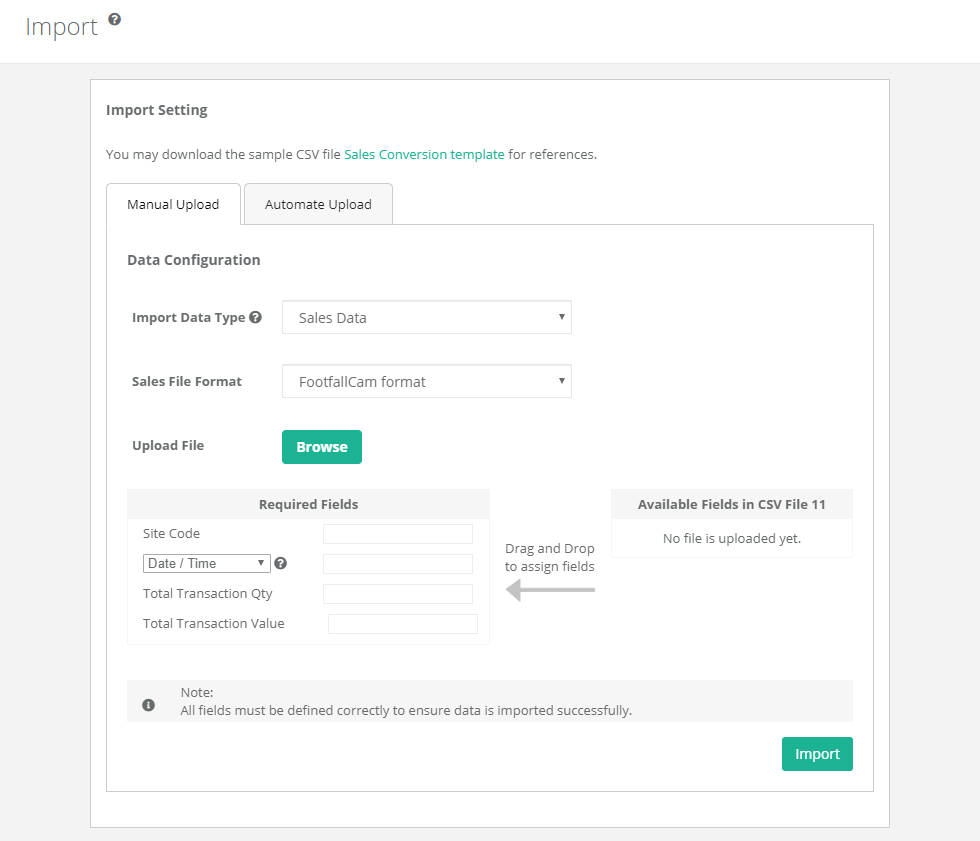 Import
Import Setting
You may download the sample CSV file Sales Conversion template for references.
Manual Upload
Automate Upload
Data Configuration
Import Data Type
Sales Data
Sales File Format
FootfallCam format
Upload File
Browse
Required Fields
Site Code
Date / Time
Total Transaction Qty
Total Transaction Value
Drag and Drop
to assign fields
Available Fields in CSV File 11
No file is uploaded yet.
Note:
All fields must be defined correctly to ensure data is imported successfully.
Import